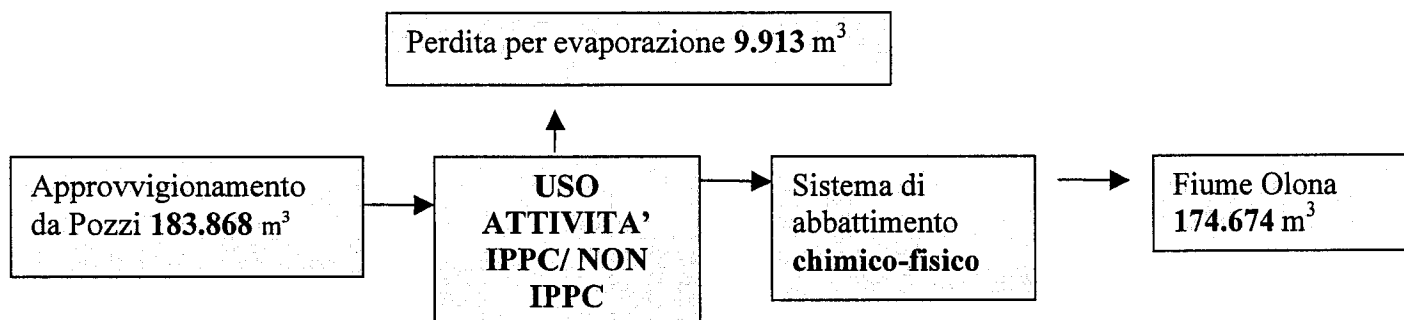 Perdita per evaporazione 9.913 m³
Approvvigionamento
da Pozzi 183.868 m³
USO
ATTIVITA’
IPPC/ NON
IPPC
Sistema di
abbattimento
chimico-fisico
Fiume Olona
174.674 m³